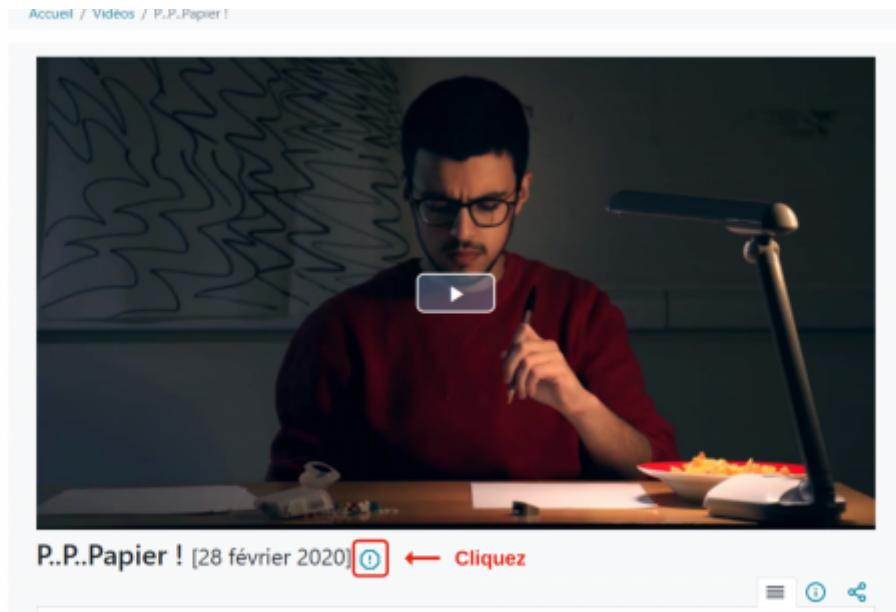 Accueil / Vidéos / P..P..Papier !
P..P..Papier ! [28 février 2020]
Cliquez